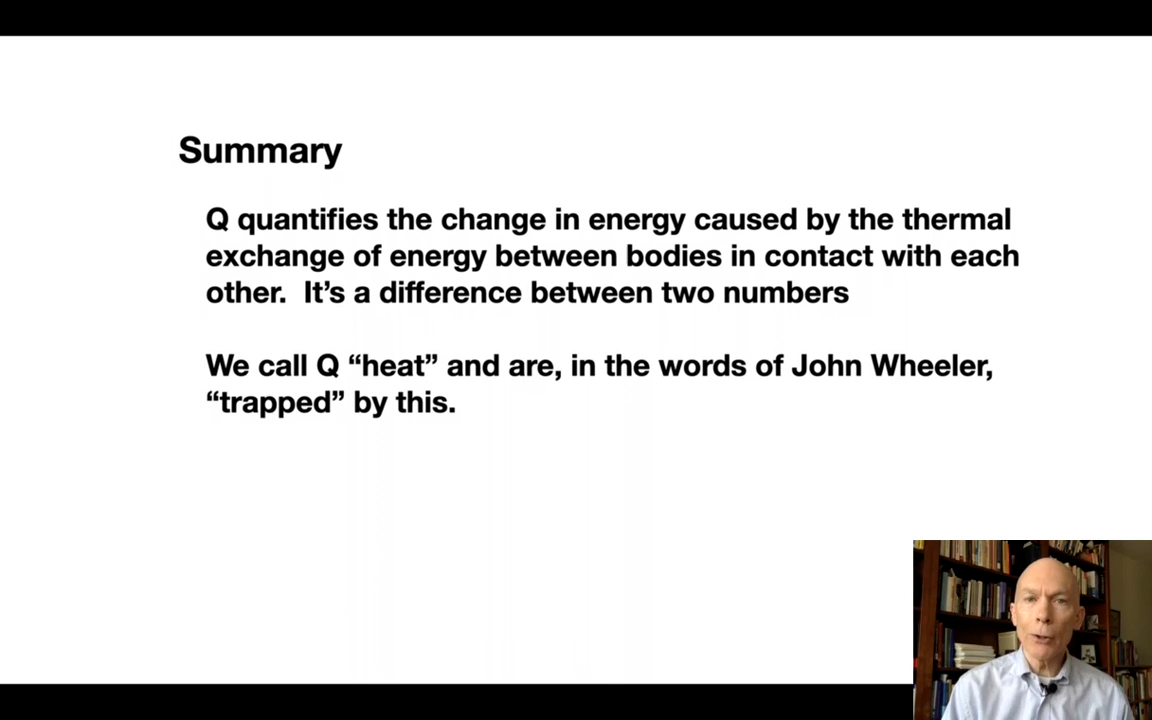 Summary
Q quantifies the change in energy caused by the thermal
exchange of energy between bodies in contact with each
other.  It’s a difference between two numbers
We call Q “heat” and are, in the words of John Wheeler,
“trapped” by this.